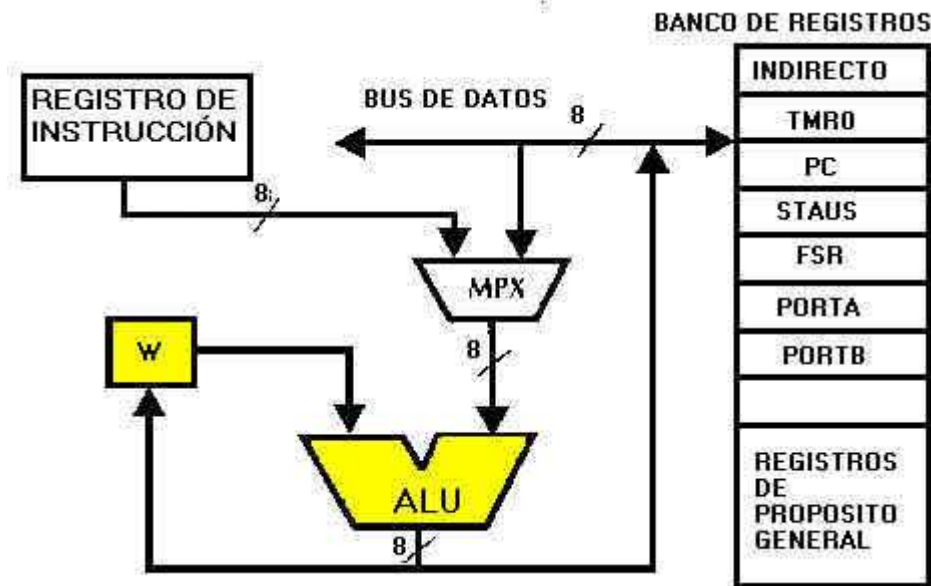 BANCO DE REGISTROS
REGISTRO DE
INSTRUCCIÓN
BUS DE DATOS
8
8
MPX
8
W
ALU
8
INDIRECTO
TMR0
PC
STAUS
FSR
PORTA
PORTB
REGISTROS
DE
PROPOSITO
GENERAL